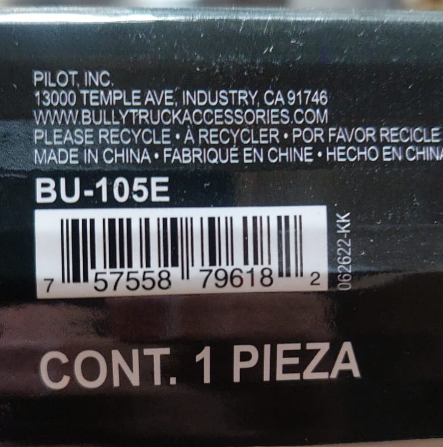 PILOT, INC.
13000 TEMPLE AVE, INDUSTRY, CA 91746
WWW.BULLYTRUCKACCESSORIES.COM
PLEASE RECYCLE • À RECYCLER • POR FAVOR RECICLE
MADE IN CHINA • FABRIQUÉ EN CHINE • HECHO EN CHINA
BU-105E
7 57558 79618 2
062622-KK
CONT. 1 PIEZA